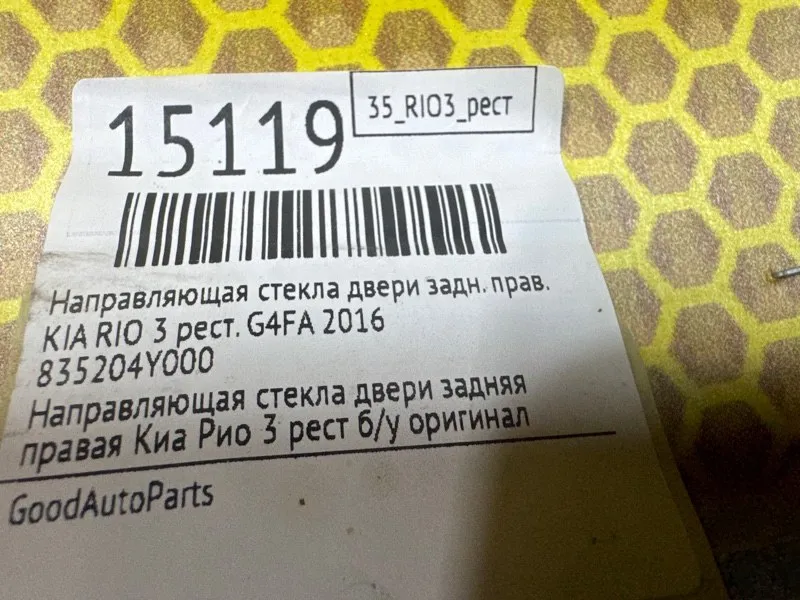 15119
35_RIO3_рест
Направляющая стекла двери задн. прав.
KIA RIO 3 рест. G4FA 2016
835204Y000
Направляющая стекла двери задняя
правая Киа Рио 3 рест б/у оригинал
GoodAutoParts